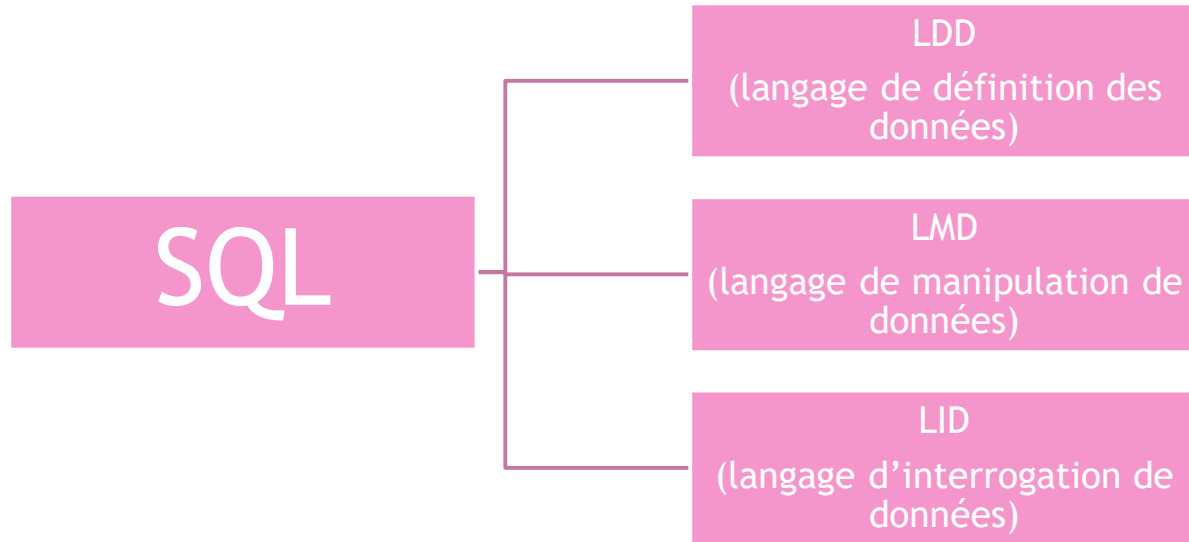 SQL
LDD
(langage de définition des
données)
LMD
(langage de manipulation de
données)
LID
(langage d’interrogation de
données)